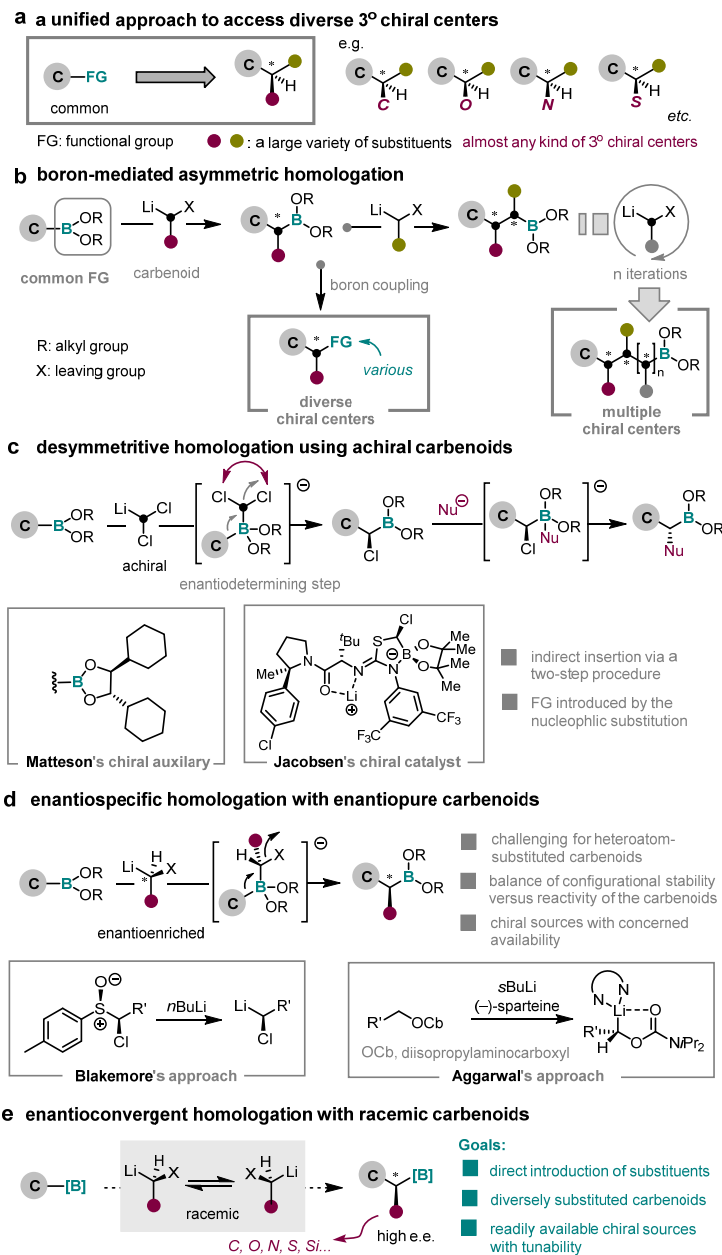 a a unified approach to access diverse 3º chiral centers
C FG
common
C * H
e.g.
C * H C
C * H O
C * H N
C * H S
etc.
FG: functional group : a large variety of substituents almost any kind of 3º chiral centers
b boron-mediated asymmetric homologation
C B OR OR
common FG
Li X
carbenoid
C * B OR OR
Li X
C * * B OR OR
Li X
n iterations
boron coupling
R: alkyl group
X: leaving group
C * FG
various
diverse
chiral centers
C * * [ * ] n B OR OR
multiple
chiral centers
c desymmetritive homologation using achiral carbenoids
C B OR OR
Li Cl Cl
achiral
Cl Cl B OR OR C ⊖
enantiodetermining step
C B OR OR Cl
Nu⊖
C B OR OR Cl Nu ⊖
C B OR OR Nu
B O O
Matteson's chiral auxilary
N Me O tBu N Li ⊕ S Cl B ⊖ N O O Me Me Me Me Cl F3C CF3
Jacobsen's chiral catalyst
indirect insertion via a
two-step procedure
FG introduced by the
nucleophlic substitution
d enantiospecific homologation with enantiopure carbenoids
C B OR OR
Li H X *
enantioenriched
H X B OR OR C ⊖
C * B OR OR
challenging for heteroatom-
substituted carbenoids
balance of configurational stability
versus reactivity of the carbenoids
chiral sources with concerned
availability
O ⊖ S ⊕ R' Cl
nBuLi
Li R' Cl
Blakemore's approach
R' OCb
sBuLi
(–)-sparteine
OCb, diisopropylaminocarboxyl
N N Li R' H O O NiPr2
Aggarwal's approach
e enantioconvergent homologation with racemic carbenoids
C [B]
Li H X
X H Li
racemic
C * [B]
high e.e.
C, O, N, S, Si...
Goals:
direct introduction of substituents
diversely substituted carbenoids
readily available chiral sources
with tunability